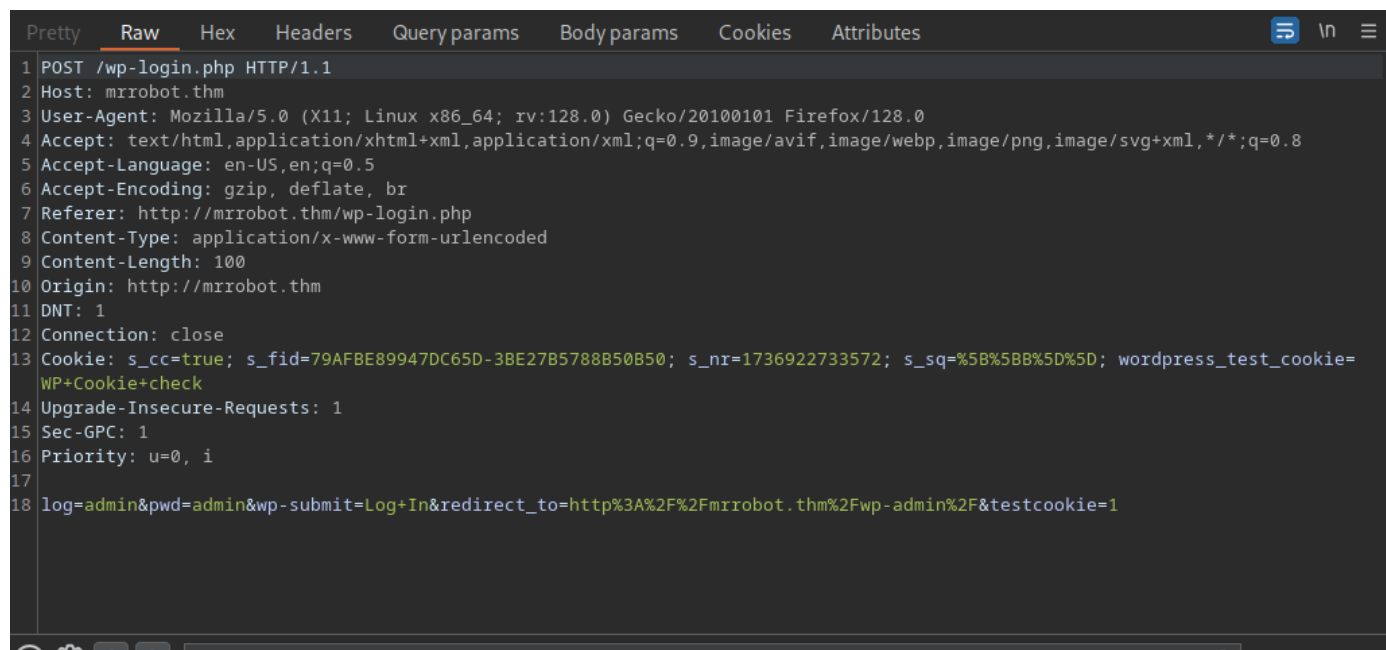 Pretty Raw Hex Headers Query params Body params Cookies Attributes \n
1 POST /wp-login.php HTTP/1.1
2 Host: mrrobot.thm
3 User-Agent: Mozilla/5.0 (X11; Linux x86_64; rv:128.0) Gecko/20100101 Firefox/128.0
4 Accept: text/html,application/xhtml+xml,application/xml;q=0.9,image/avif,image/webp,image/png,image/svg+xml,*/*;q=0.8
5 Accept-Language: en-US,en;q=0.5
6 Accept-Encoding: gzip, deflate, br
7 Referer: http://mrrobot.thm/wp-login.php
8 Content-Type: application/x-www-form-urlencoded
9 Content-Length: 100
10 Origin: http://mrrobot.thm
11 DNT: 1
12 Connection: close
13 Cookie: s_cc=true; s_fid=79AFBE89947DC65D-3BE27B5788B50B50; s_nr=1736922733572; s_sq=%5B%5BB%5D%5D; wordpress_test_cookie=
WP+Cookie+check
14 Upgrade-Insecure-Requests: 1
15 Sec-GPC: 1
16 Priority: u=0, i
17
18 log=admin&pwd=admin&wp-submit=Log+In&redirect_to=http%3A%2F%2Fmrrobot.thm%2Fwp-admin%2F&testcookie=1